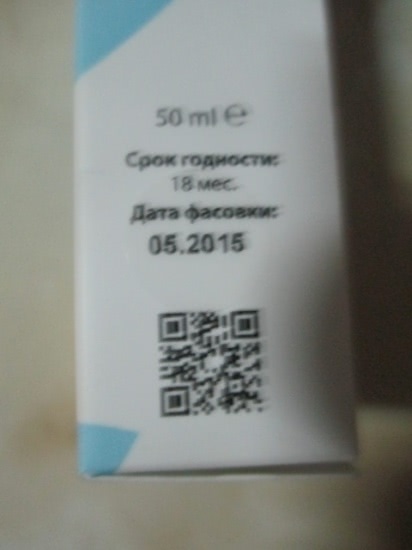 50 ml ℮
Срок годности:
18 мес.
Дата фасовки:
05.2015